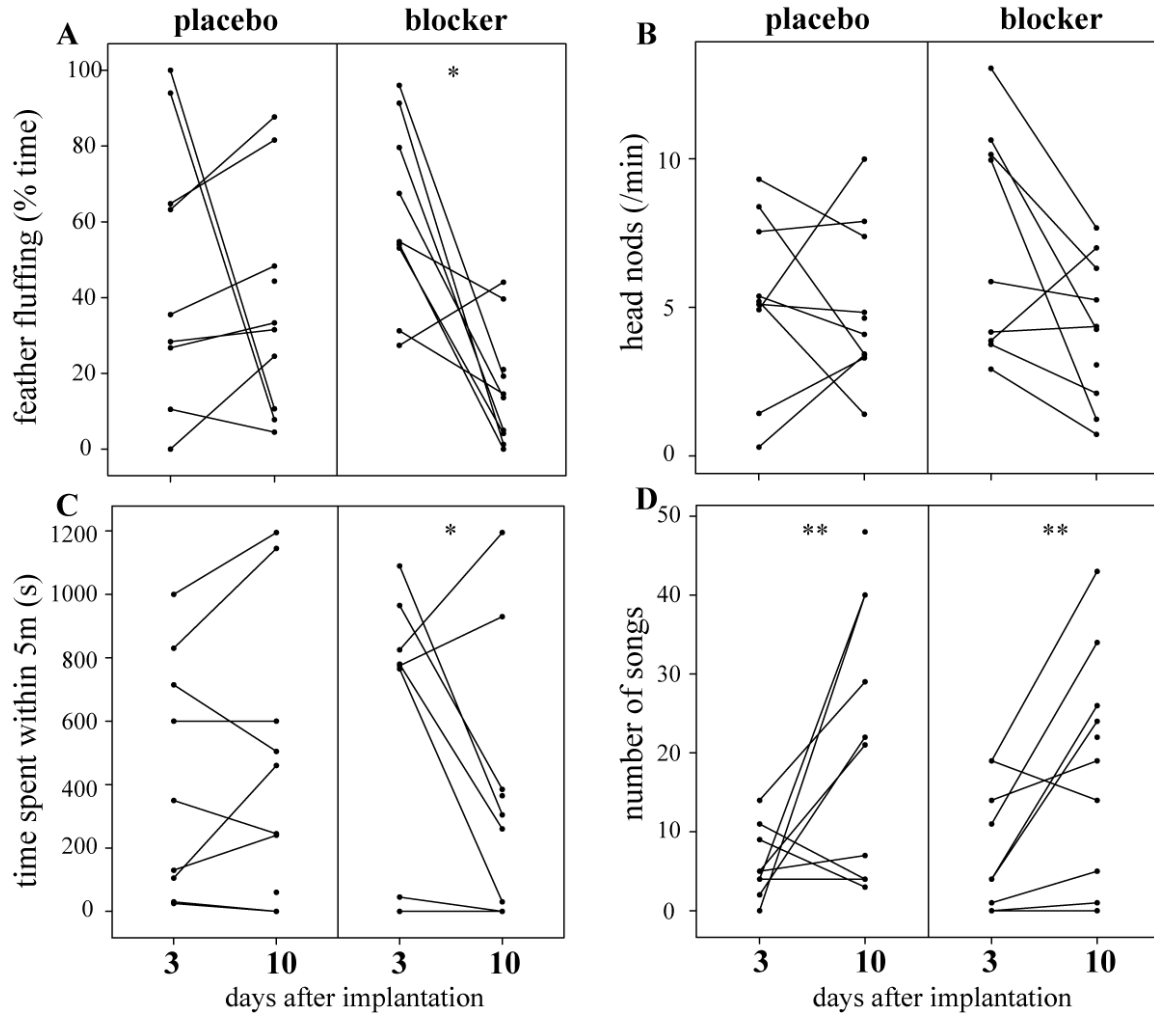 placebo blocker
placebo blocker
A
B
feather fluffing (% time)
100
80
60
40
20
0
*
head nods (/min)
10
5
0
C
D
time spent within 5m (s)
1200
1000
800
600
400
200
0
*
number of songs
50
40
30
20
10
0
** **
3 10 3 10
days after implantation
3 10 3 10
days after implantation